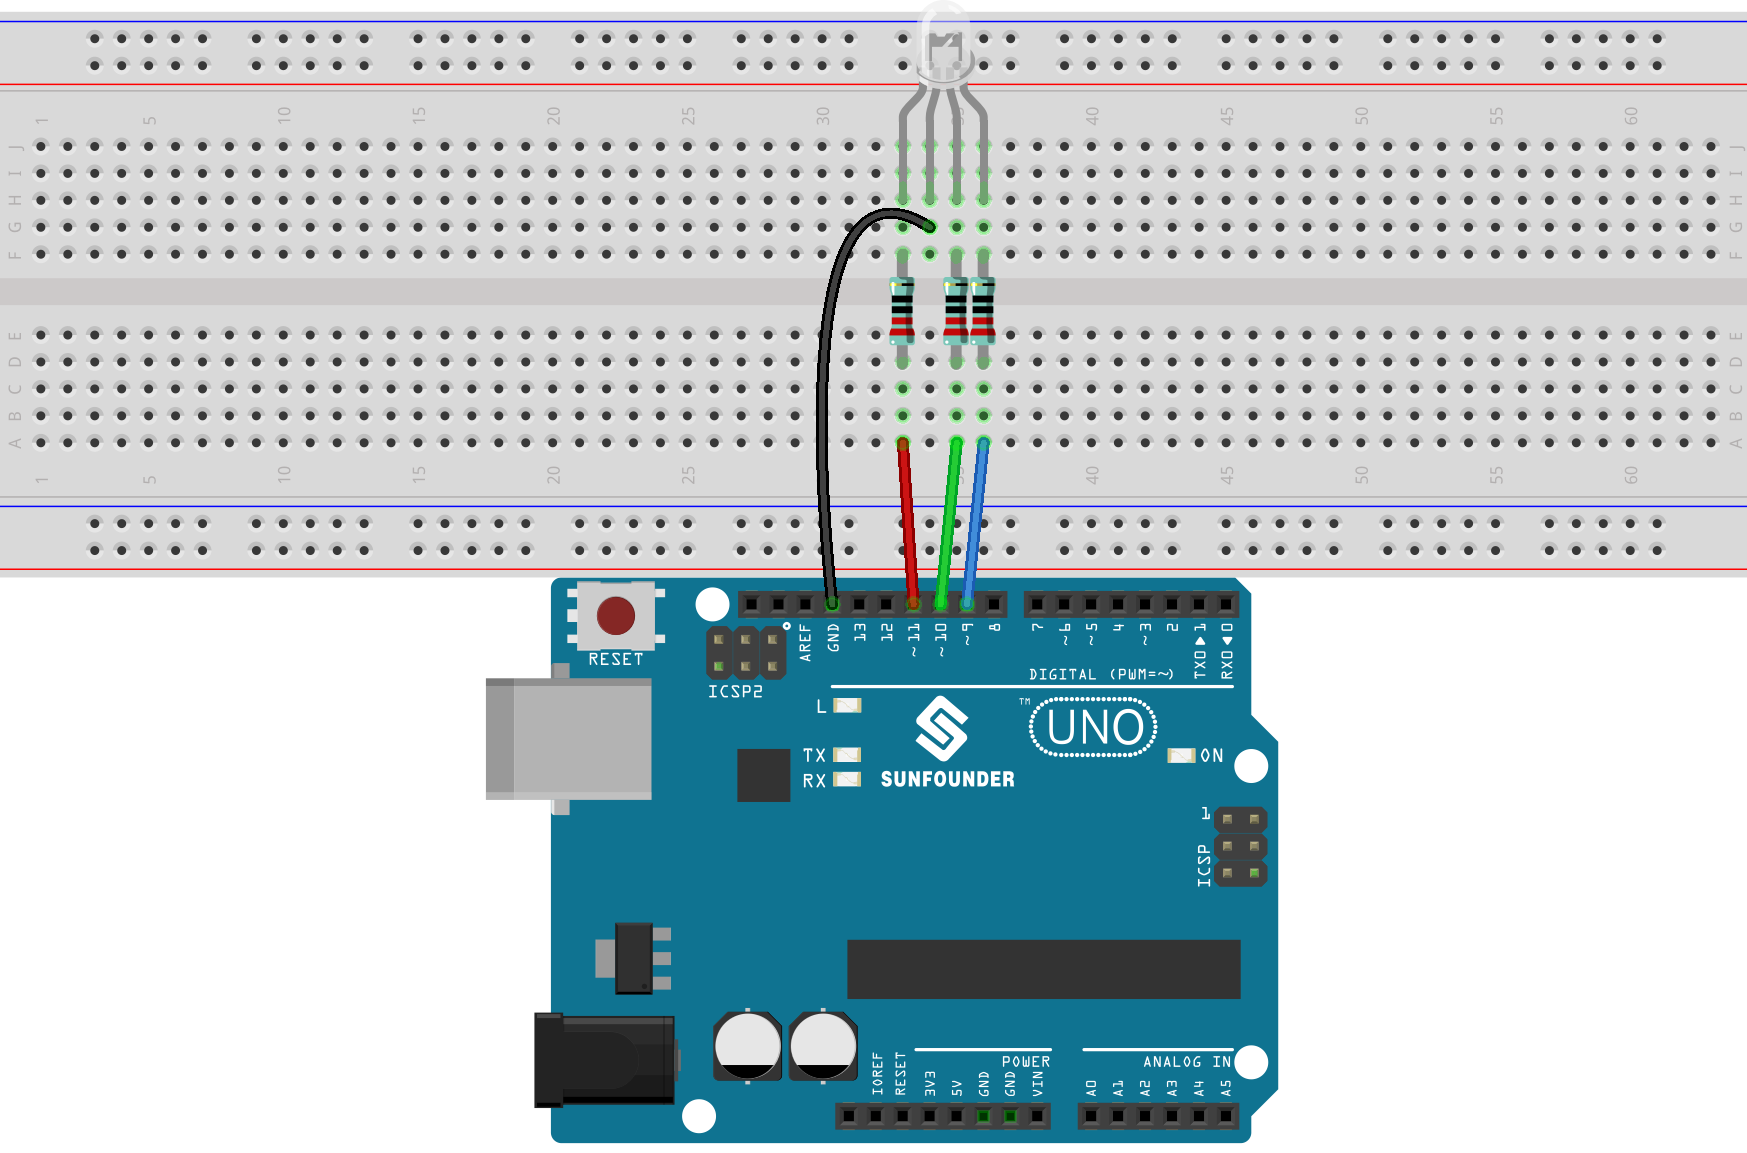 1 5 10 15 20 25 30 35 40 45 50 55 60
J J
I I
H H
G G
F F
E E
D D
C C
B B
A A
1 5 10 15 20 25 30 35 40 45 50 55 60
RESET
ICSP2
AREF GND 13 12 ~11 ~10 ~9 8 7 ~6 ~5 4 ~3 2 TX0▶1 RX0◀0
DIGITAL (PWM=~)
L
TX
RX
SUNFOUNDER
™
UNO
ON
1
ICSP
POWER
ANALOG IN
IOREF RESET 3V3 5V GND GND VIN A0 A1 A2 A3 A4 A5